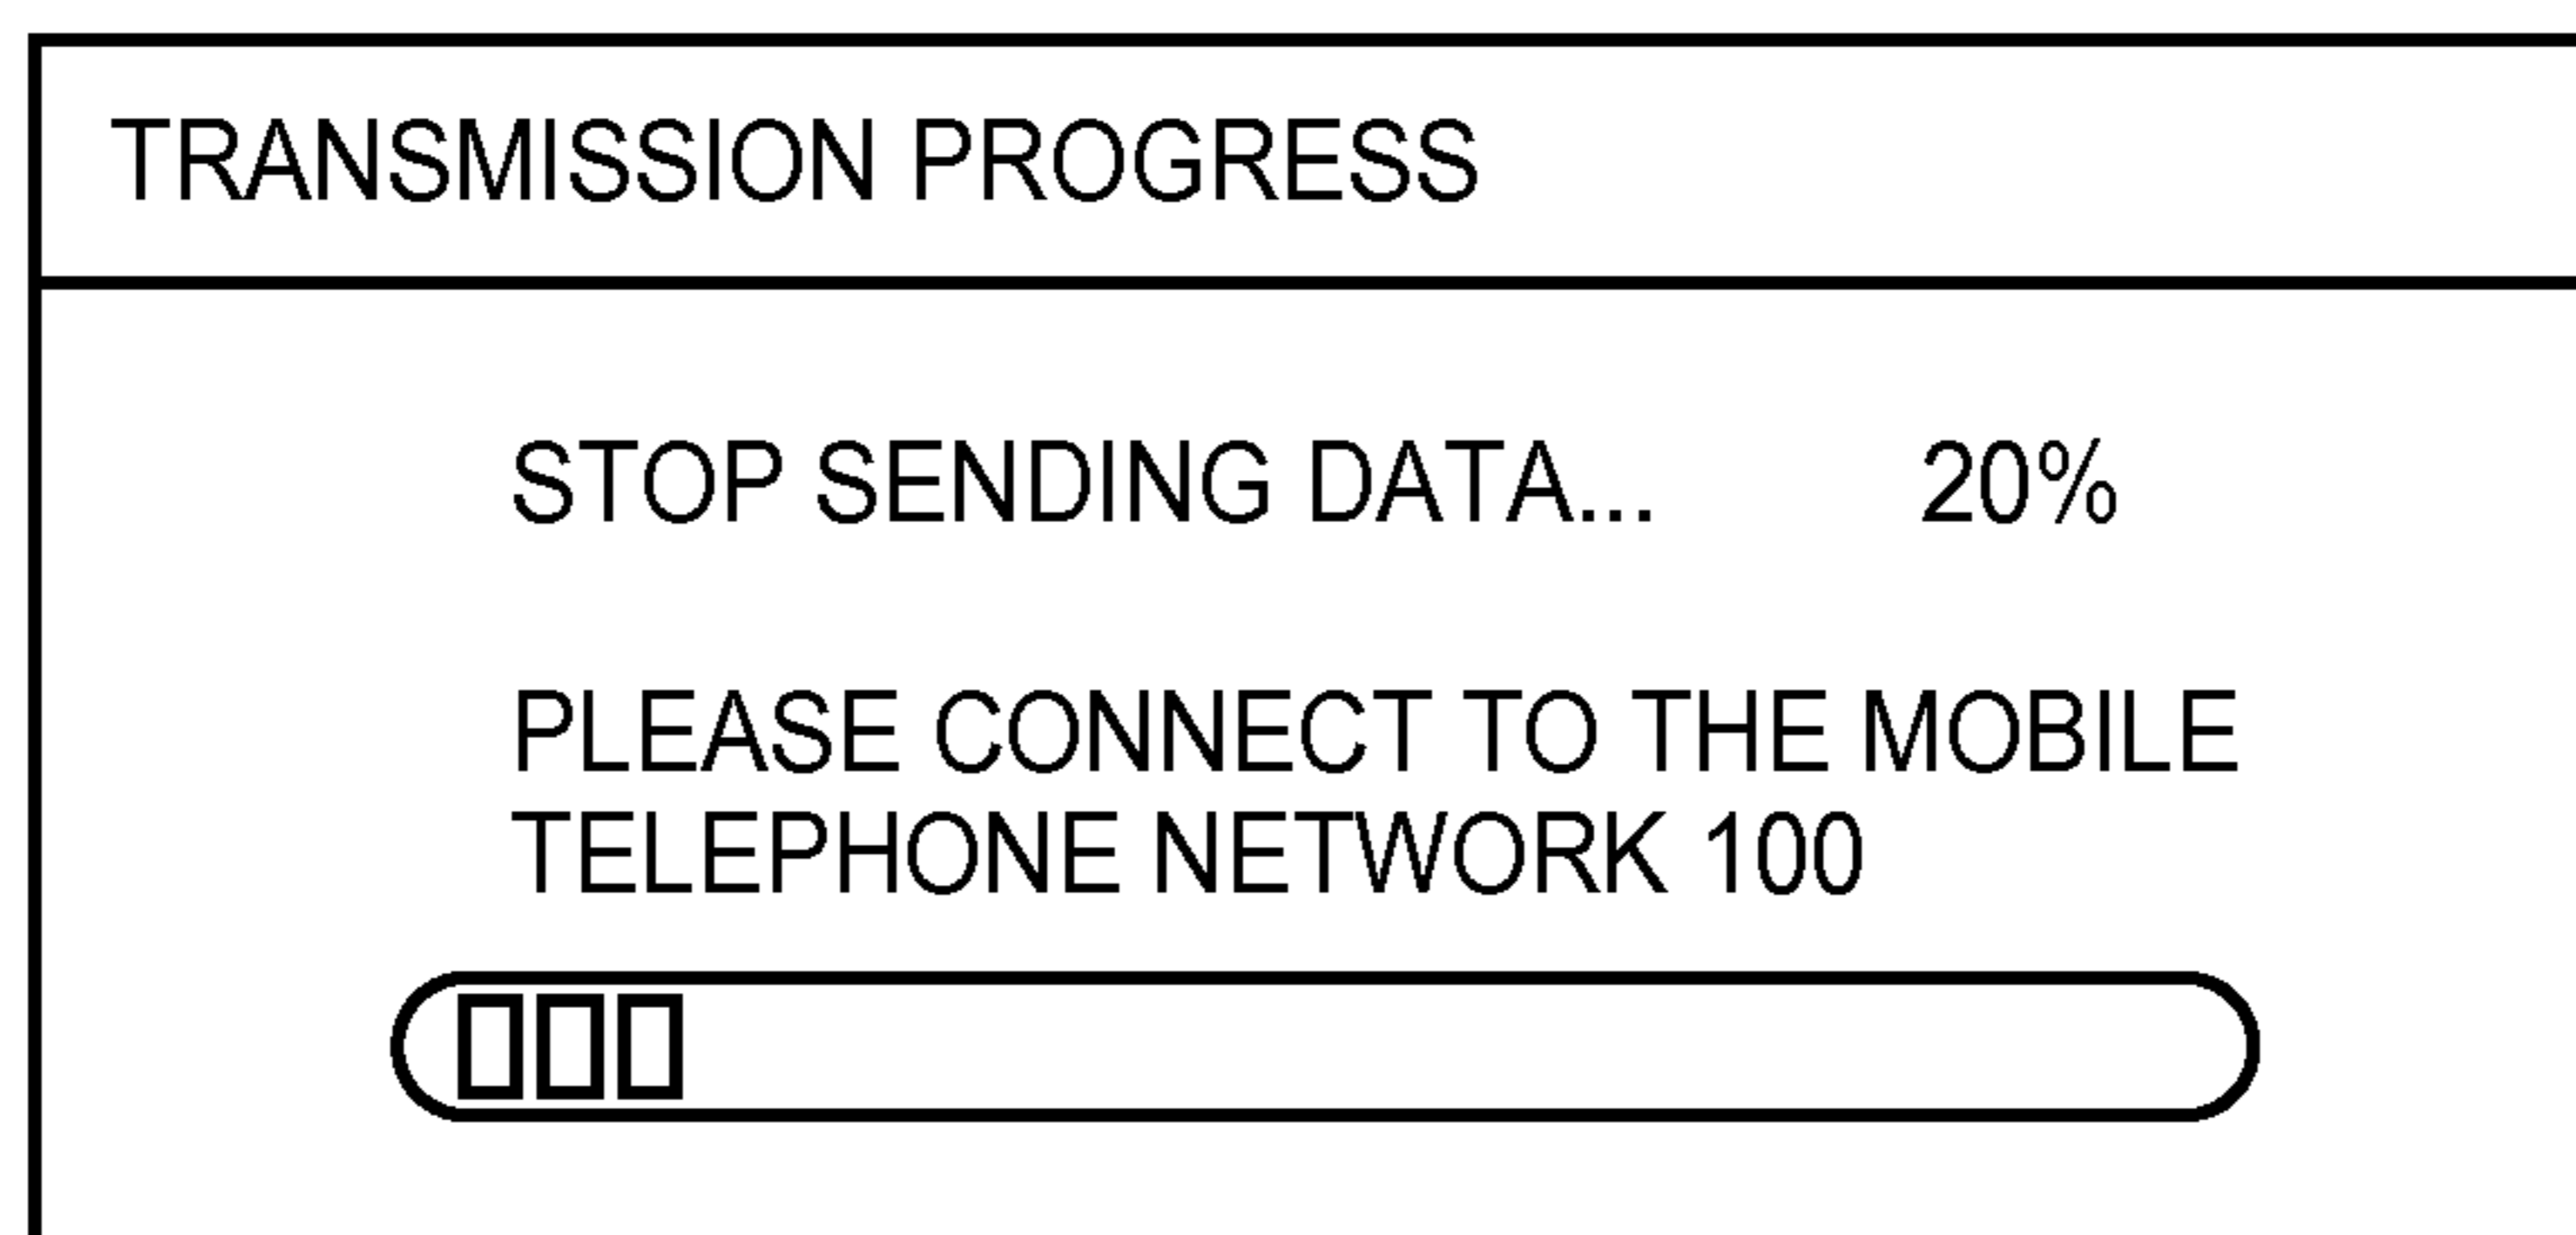 TRANSMISSION PROGRESS
STOP SENDING DATA... 20%
PLEASE CONNECT TO THE MOBILE
TELEPHONE NETWORK 100